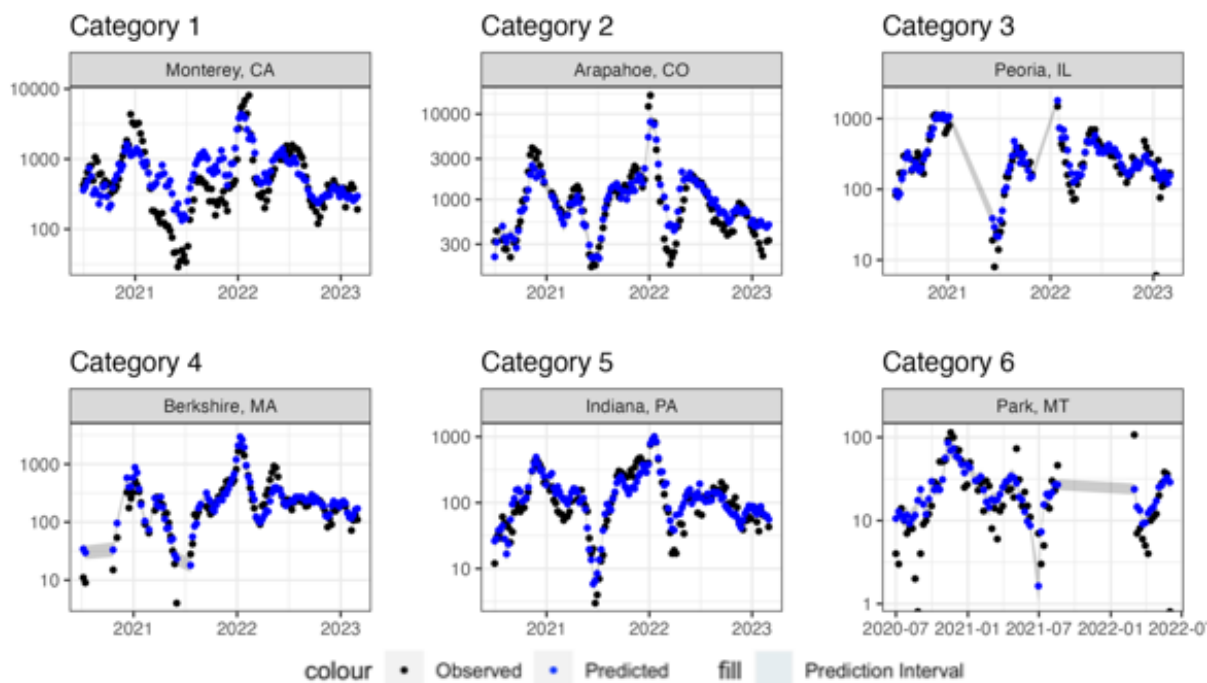 Category 1
Category 2
Category 3
Monterey, CA
Arapahoe, CO
Peoria, IL
10000
1000
100
10000
3000
1000
300
1000
100
10
2021 2022 2023
2021 2022 2023
2021 2022 2023
Category 4
Category 5
Category 6
Berkshire, MA
Indiana, PA
Park, MT
1000
100
10
1000
100
10
100
10
1
2021 2022 2023
2021 2022 2023
2020-07 2021-01 2021-07 2022-01 2022-0
colour Observed Predicted fill Prediction Interval